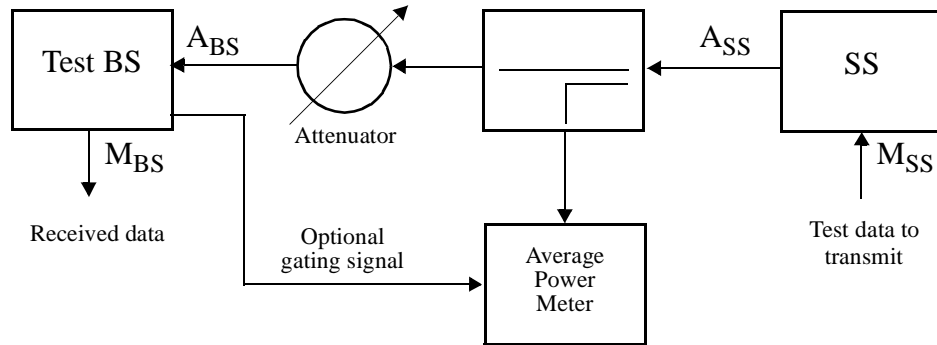 Test BS
A_BS
Attenuator
A_SS
SS
M_BS
M_SS
Received data
Optional
gating signal
Average
Power
Meter
Test data to
transmit